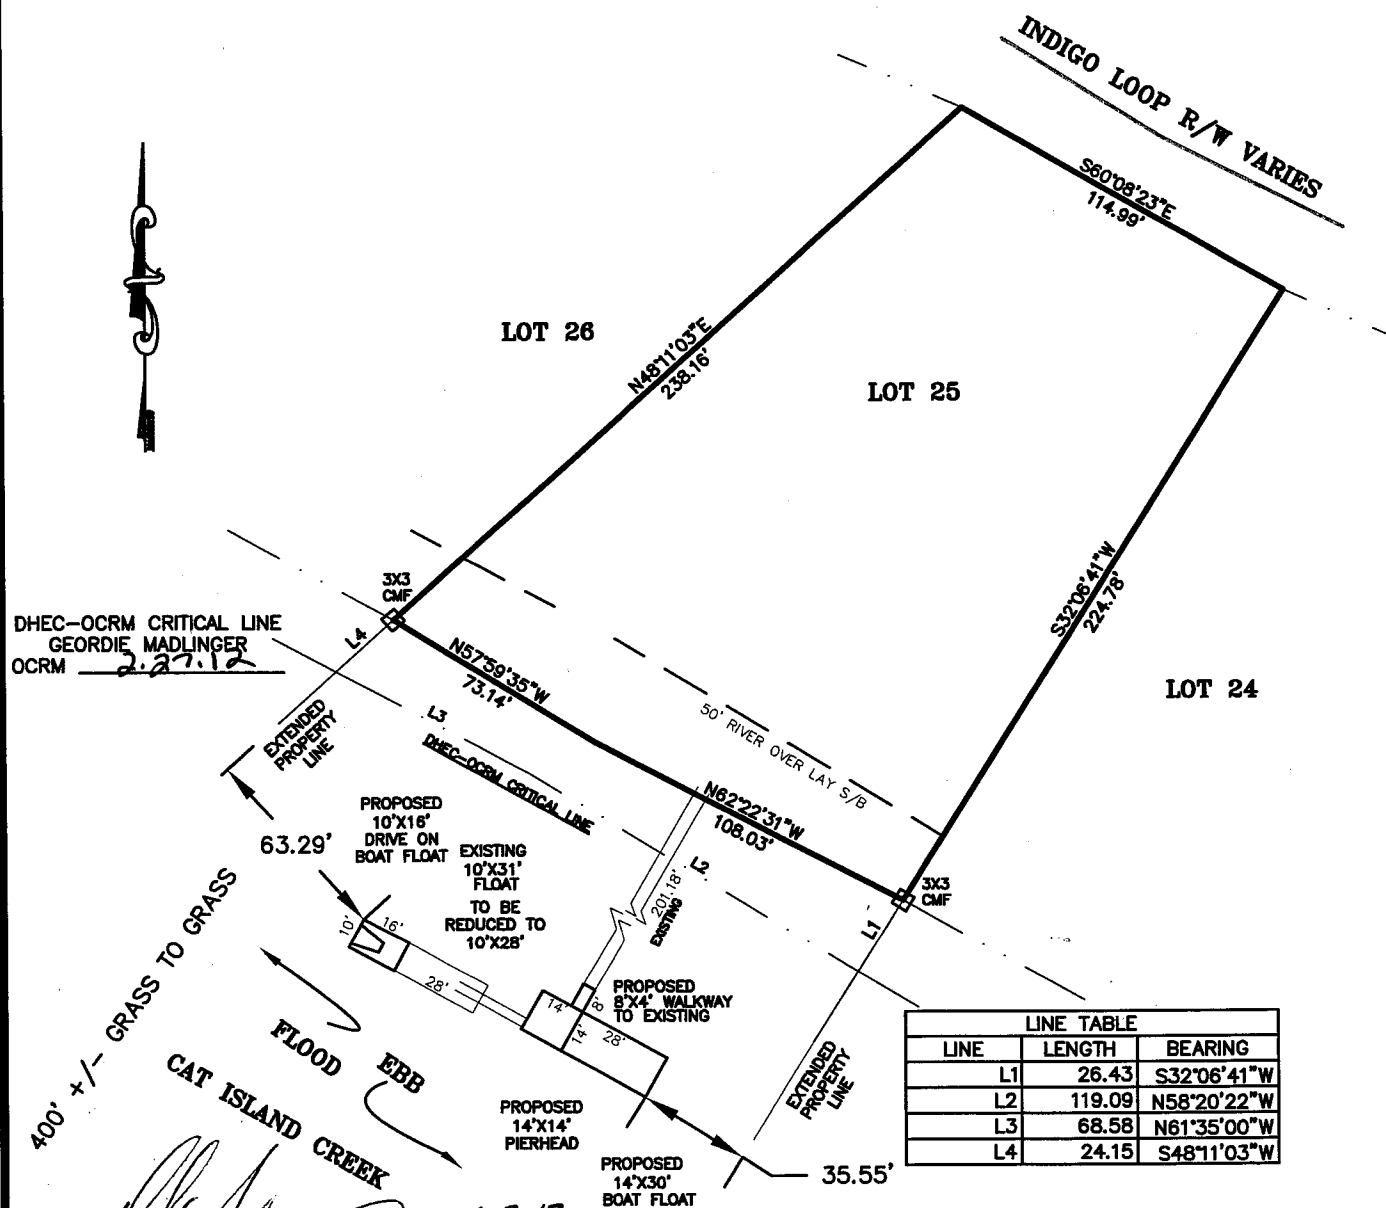 INDIGO LOOP R/W VARIES
S60°08'23"E
114.99'
LOT 26
N48°11'03"E
238.16'
LOT 25
3X3
CMF
DHEC-OCRM CRITICAL LINE
GEORDIE MADLINGER
OCRM 2.27.12
L4
N57°59'35"W
73.14'
S32°06'41"W
224.78'
LOT 24
EXTENDED
PROPERTY
LINE
L3
DHEC-OCRM CRITICAL LINE
50' RIVER OVER LAY S/B
N62°22'31"W
108.03'
L2
3X3
CMF
L1
63.29'
PROPOSED
10'X16'
DRIVE ON
BOAT FLOAT
EXISTING
10'X31'
FLOAT
TO BE
REDUCED TO
10'X28'
201.18'
EXISTING
10'
16'
28'
14'
8'
14'
28'
PROPOSED
8'X4' WALKWAY
TO EXISTING
400' +/- GRASS TO GRASS
FLOOD
EBB
CAT ISLAND CREEK
EXTENDED
PROPERTY
LINE
PROPOSED
14'X14'
PIERHEAD
PROPOSED
14'X30'
BOAT FLOAT
35.55'
LINE TABLE
LINE LENGTH BEARING
L1 26.43 S32°06'41"W
L2 119.09 N58°20'22"W
L3 68.58 N61°35'00"W
L4 24.15 S48°11'03"W